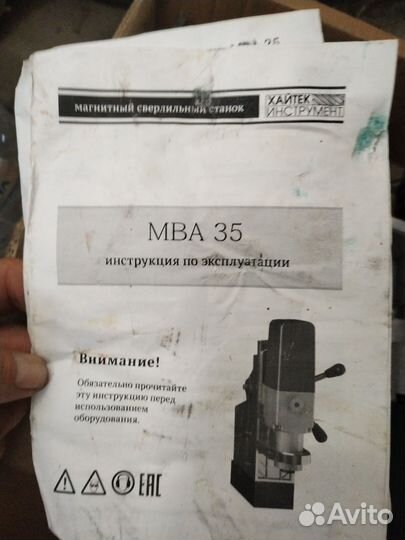 35
магнитный сверлильный станок
ХАЙТЕК
ИНСТРУМЕНТ
МВА 35
инструкция по эксплуатации
Внимание!
Обязательно прочитайте
эту инструкцию перед
использованием
оборудования.
EAC
Avito